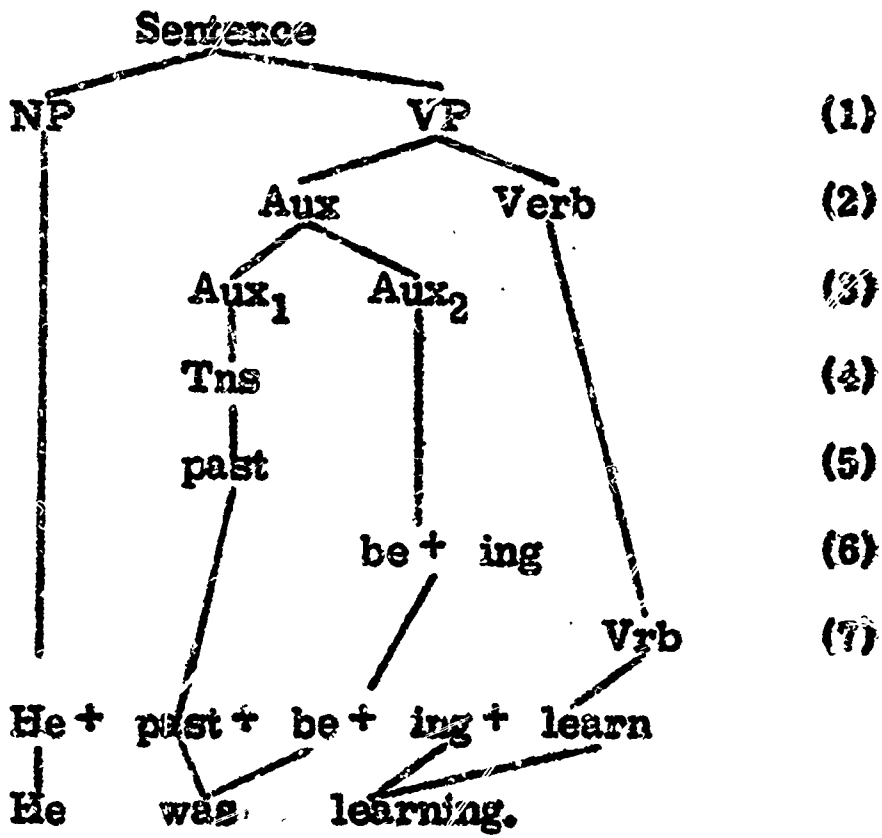 Sentence
NP VP (1)
Aux Verb (2)
Aux1 Aux2 (3)
Tns (4)
past (5)
be + ing (6)
Vrb (7)
He + past + be + ing + learn
He was learning.